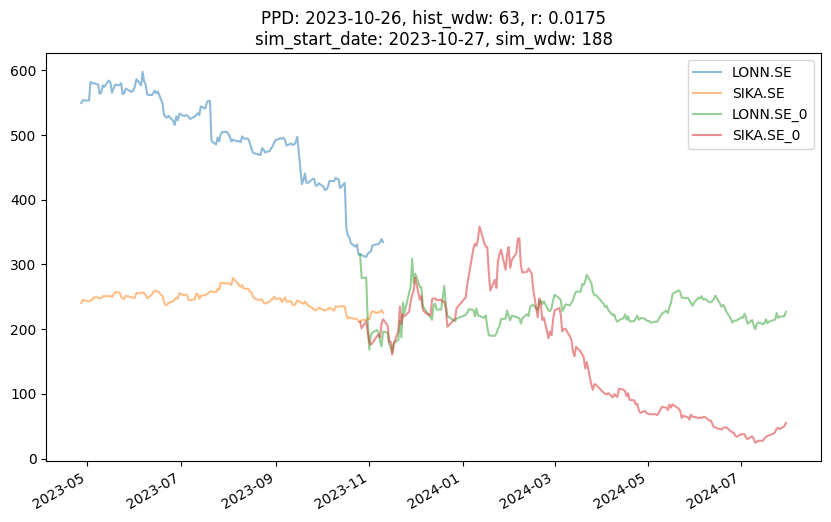 PPD: 2023-10-26, hist_wdw: 63, r: 0.0175
sim_start_date: 2023-10-27, sim_wdw: 188
LONN.SE
SIKA.SE
LONN.SE_0
SIKA.SE_0
600
500
400
300
200
100
0
2023-05
2023-07
2023-09
2023-11
2024-01
2024-03
2024-05
2024-07